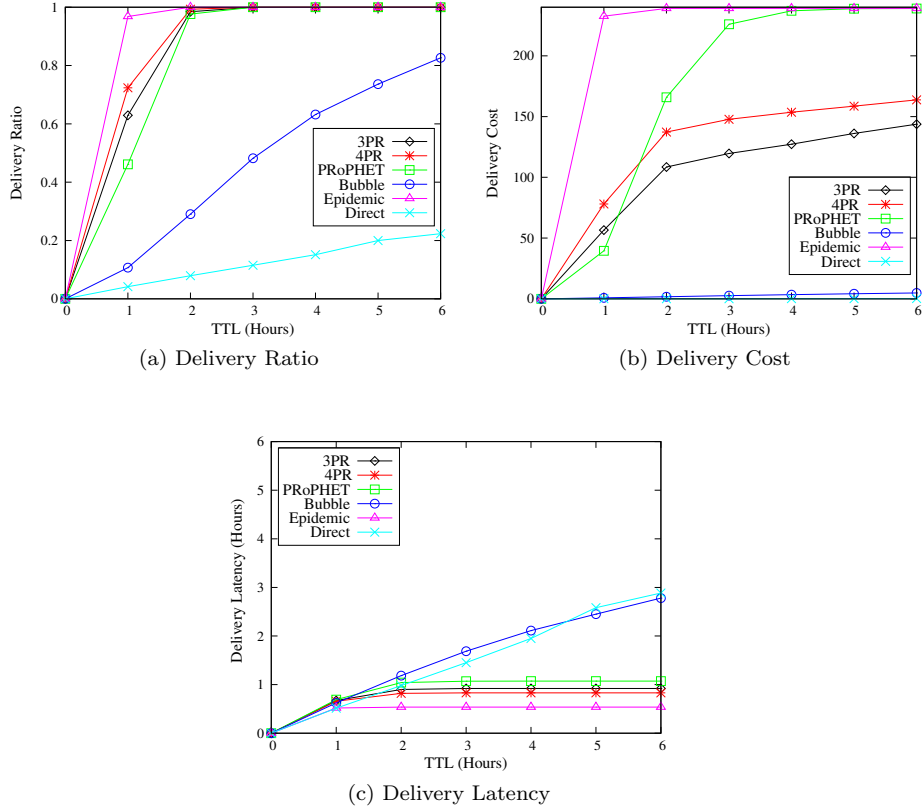 1
0.8
0.6
0.4
0.2
0
Delivery Ratio
3PR
4PR
PRoPHET
Bubble
Epidemic
Direct
0 1 2 3 4 5 6
TTL (Hours)
(a) Delivery Ratio
200
150
100
50
0
Delivery Cost
3PR
4PR
PRoPHET
Bubble
Epidemic
Direct
0 1 2 3 4 5 6
TTL (Hours)
(b) Delivery Cost
6
5
4
3
2
1
0
Delivery Latency (Hours)
3PR
4PR
PRoPHET
Bubble
Epidemic
Direct
0 1 2 3 4 5 6
TTL (Hours)
(c) Delivery Latency